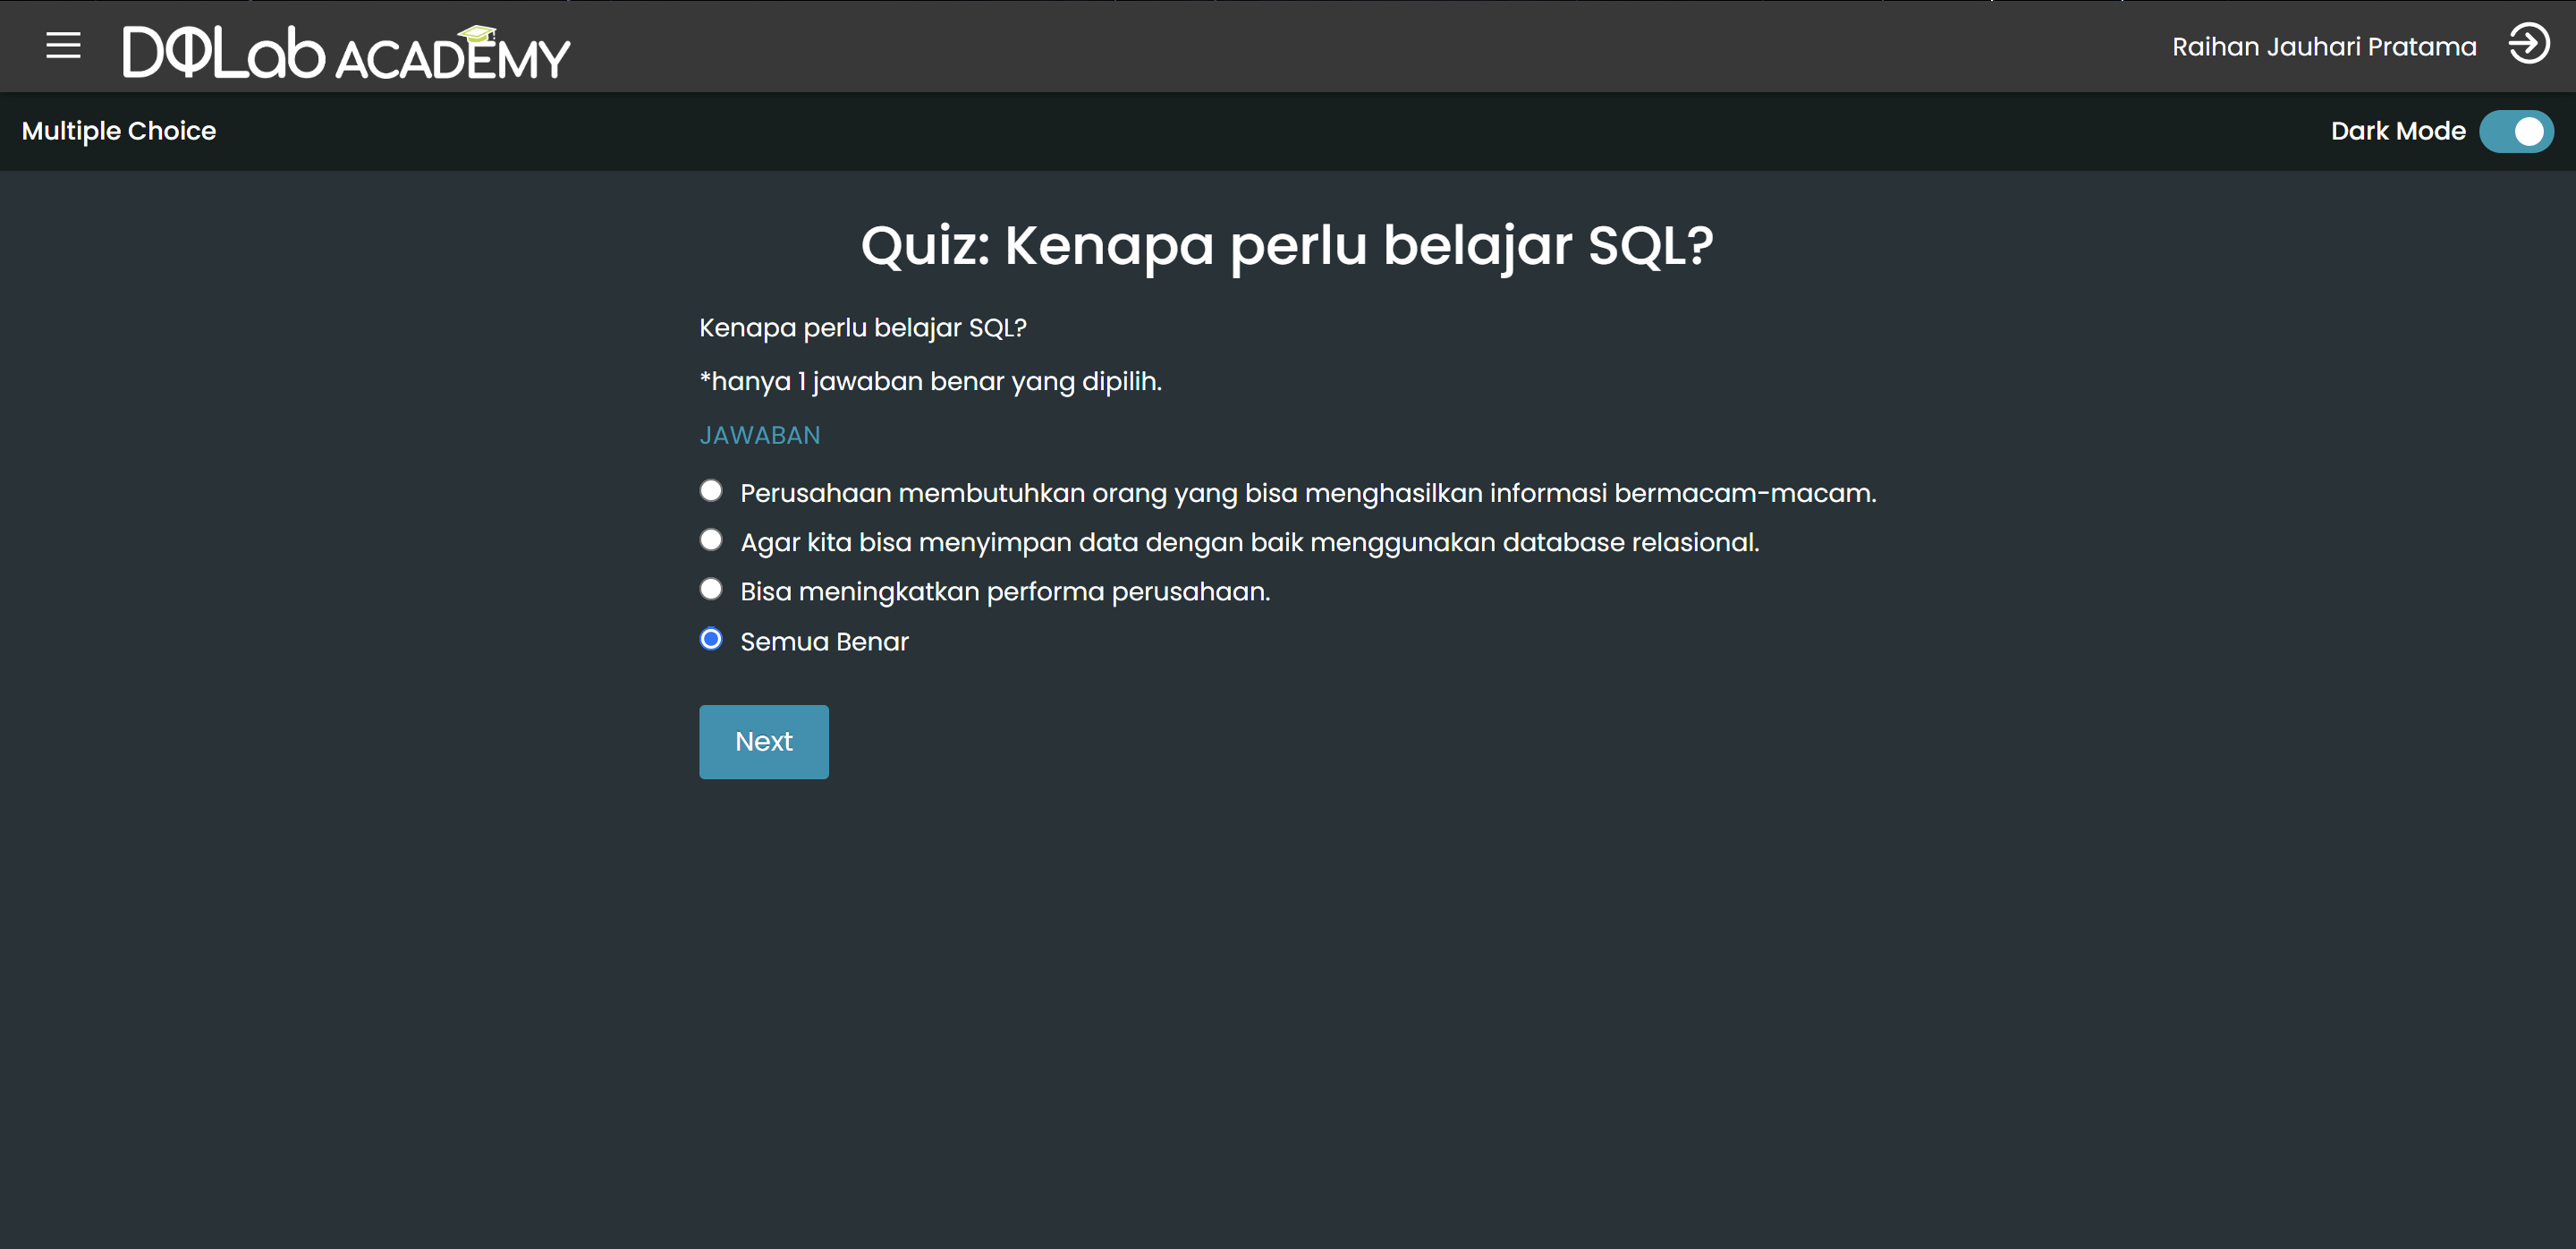 DQLab ACADEMY
Raihan Jauhari Pratama
Multiple Choice
Dark Mode
Quiz: Kenapa perlu belajar SQL?
Kenapa perlu belajar SQL?
*hanya 1 jawaban benar yang dipilih.
JAWABAN
Perusahaan membutuhkan orang yang bisa menghasilkan informasi bermacam-macam.
Agar kita bisa menyimpan data dengan baik menggunakan database relasional.
Bisa meningkatkan performa perusahaan.
Semua Benar
Next